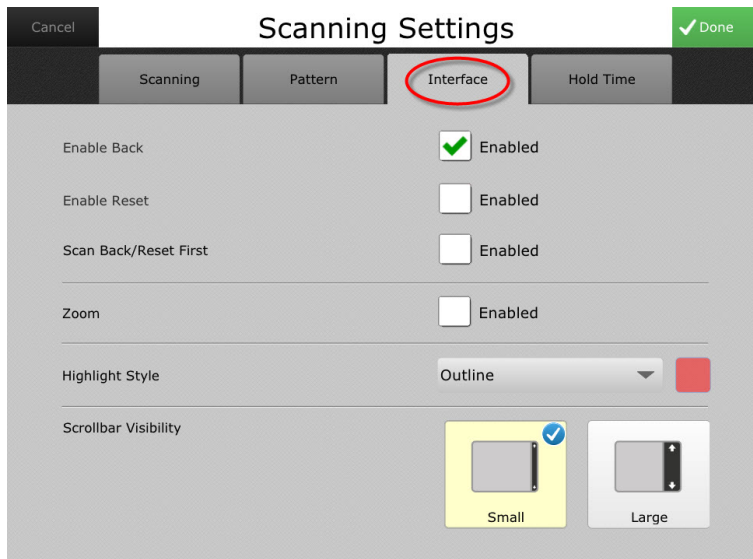 Cancel
Scanning Settings
Done
Scanning
Pattern
Interface
Hold Time
Enable Back
Enabled
Enable Reset
Enabled
Scan Back/Reset First
Enabled
Zoom
Enabled
Highlight Style
Outline
Scrollbar Visibility
Small
Large